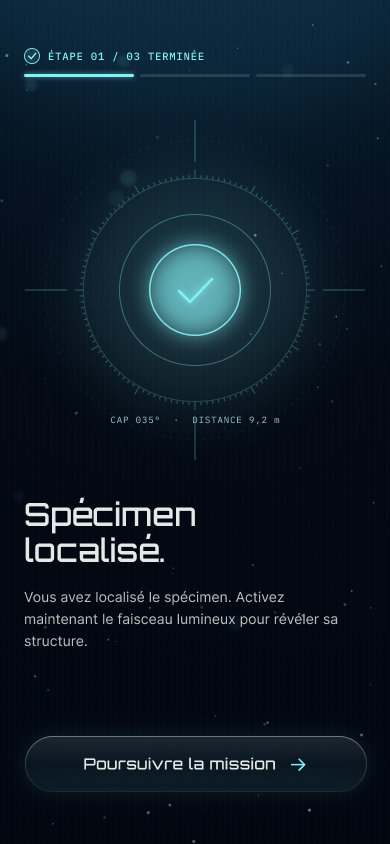 ÉTAPE 01 / 03 TERMINÉE
CAP 035° · DISTANCE 9,2 m
Spécimen
localisé.
Vous avez localisé le spécimen. Activez
maintenant le faisceau lumineux pour révéler sa
structure.
Poursuivre la mission →